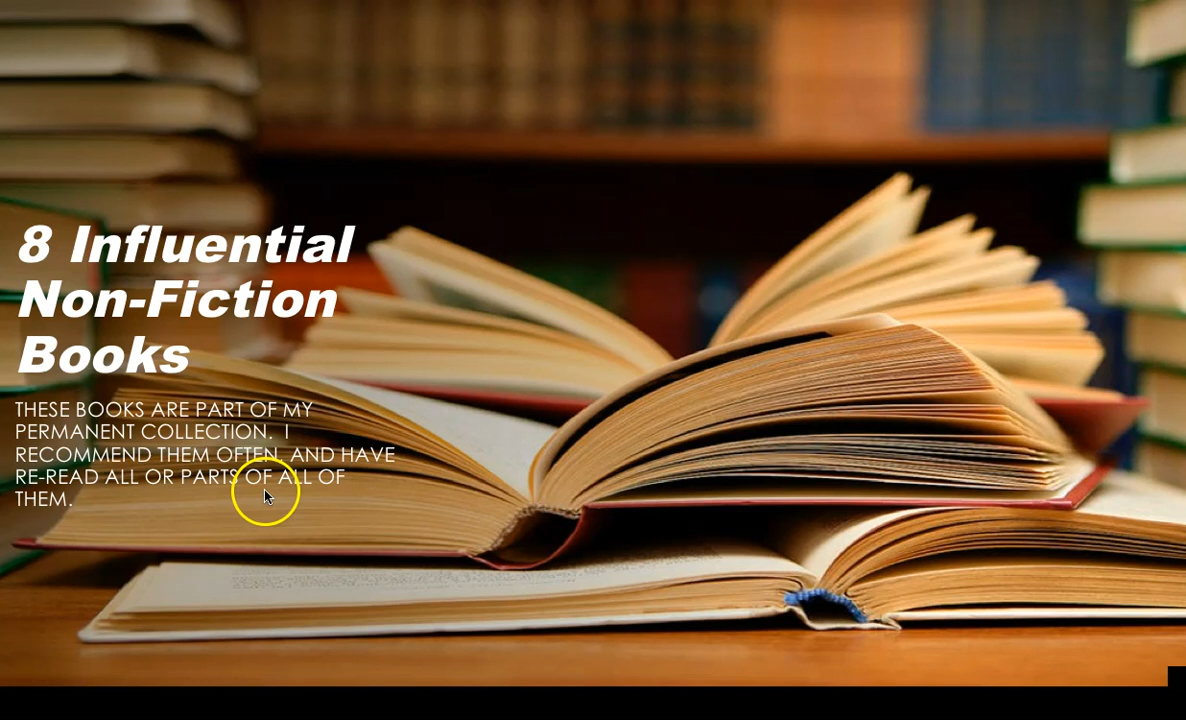 8 Influential
Non-Fiction
Books
THESE BOOKS ARE PART OF MY
PERMANENT COLLECTION. I
RECOMMEND THEM OFTEN, AND HAVE
RE-READ ALL OR PARTS OF ALL OF
THEM.